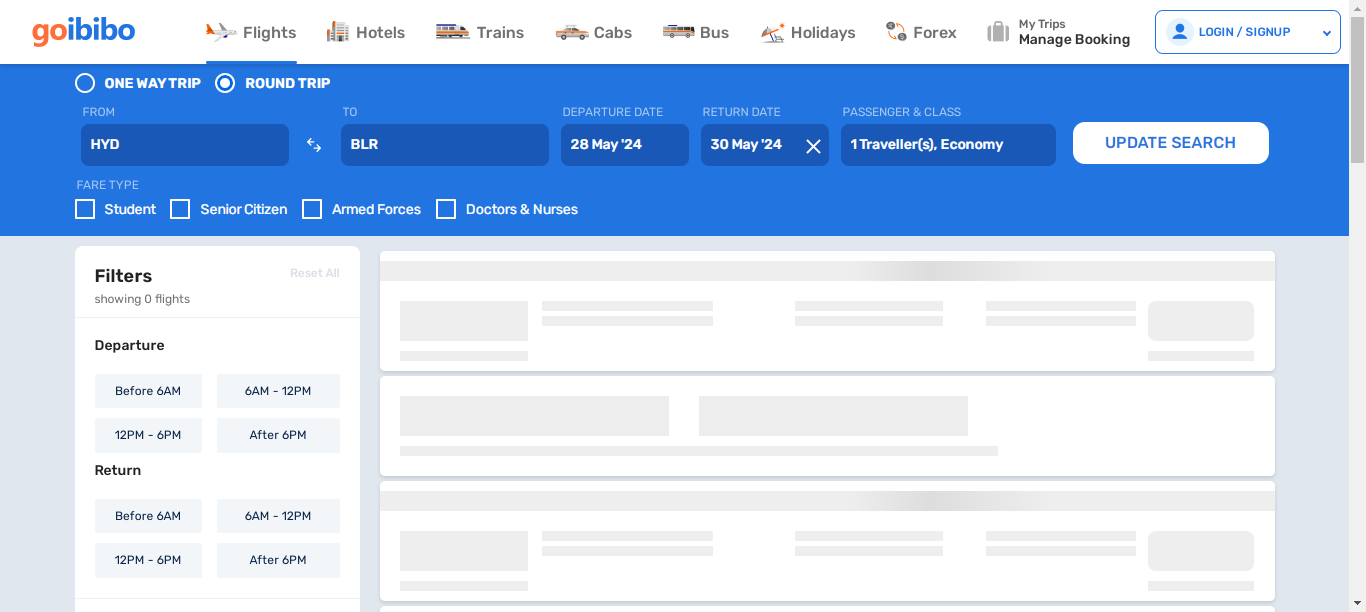 goibibo
Flights
Hotels
Trains
Cabs
Bus
Holidays
Forex
My Trips
Manage Booking
LOGIN / SIGNUP
ONE WAY TRIP
ROUND TRIP
FROM
TO
DEPARTURE DATE
RETURN DATE
PASSENGER & CLASS
HYD
BLR
28 May '24
30 May '24
1 Traveller(s), Economy
UPDATE SEARCH
FARE TYPE
Student
Senior Citizen
Armed Forces
Doctors & Nurses
Filters
Reset All
showing 0 flights
Departure
Before 6AM
6AM - 12PM
12PM - 6PM
After 6PM
Return
Before 6AM
6AM - 12PM
12PM - 6PM
After 6PM